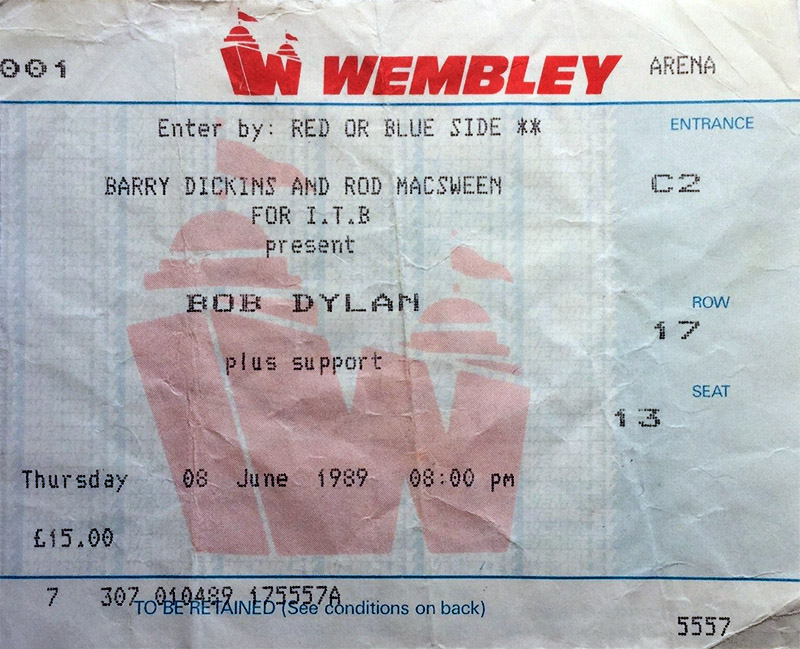 001 WEMBLEY ARENA
Enter by: RED OR BLUE SIDE **
ENTRANCE
C2
BARRY DICKINS AND ROD MACSWEEN
FOR I.T.B
present
BOB DYLAN
ROW
17
plus support
SEAT
13
Thursday 08 June 1989 08:00 pm
£15.00
7 307 010489 175557A
TO BE RETAINED (See conditions on back)
5557